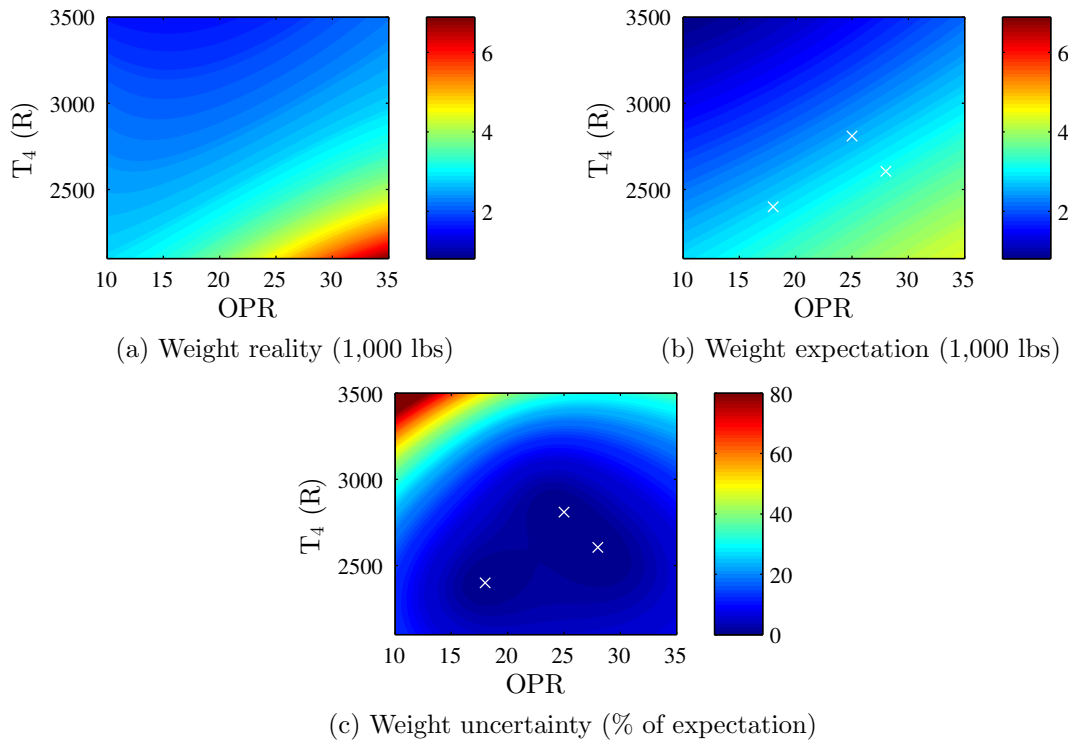 3500
3000
2500
T₄ (R)
10 15 20 25 30 35
OPR
6
4
2
(a) Weight reality (1,000 lbs)
3500
3000
2500
T₄ (R)
10 15 20 25 30 35
OPR
6
4
2
(b) Weight expectation (1,000 lbs)
3500
3000
2500
T₄ (R)
10 15 20 25 30 35
OPR
80
60
40
20
0
(c) Weight uncertainty (% of expectation)